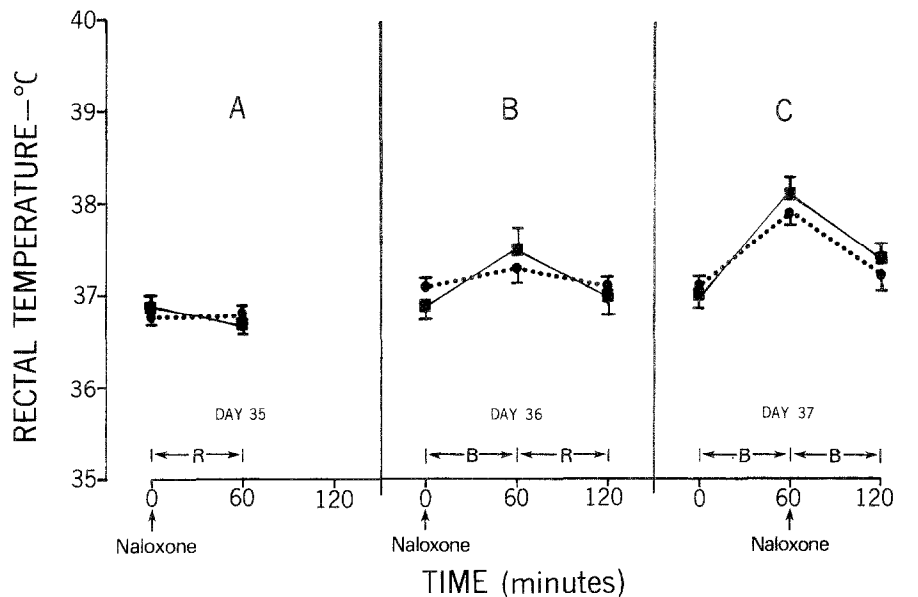 RECTAL TEMPERATURE—°C
40
39
38
37
36
35
A
B
C
DAY 35
DAY 36
DAY 37
R
B
R
B
B
0
60
120
0
60
120
0
60
120
Naloxone
Naloxone
Naloxone
TIME (minutes)